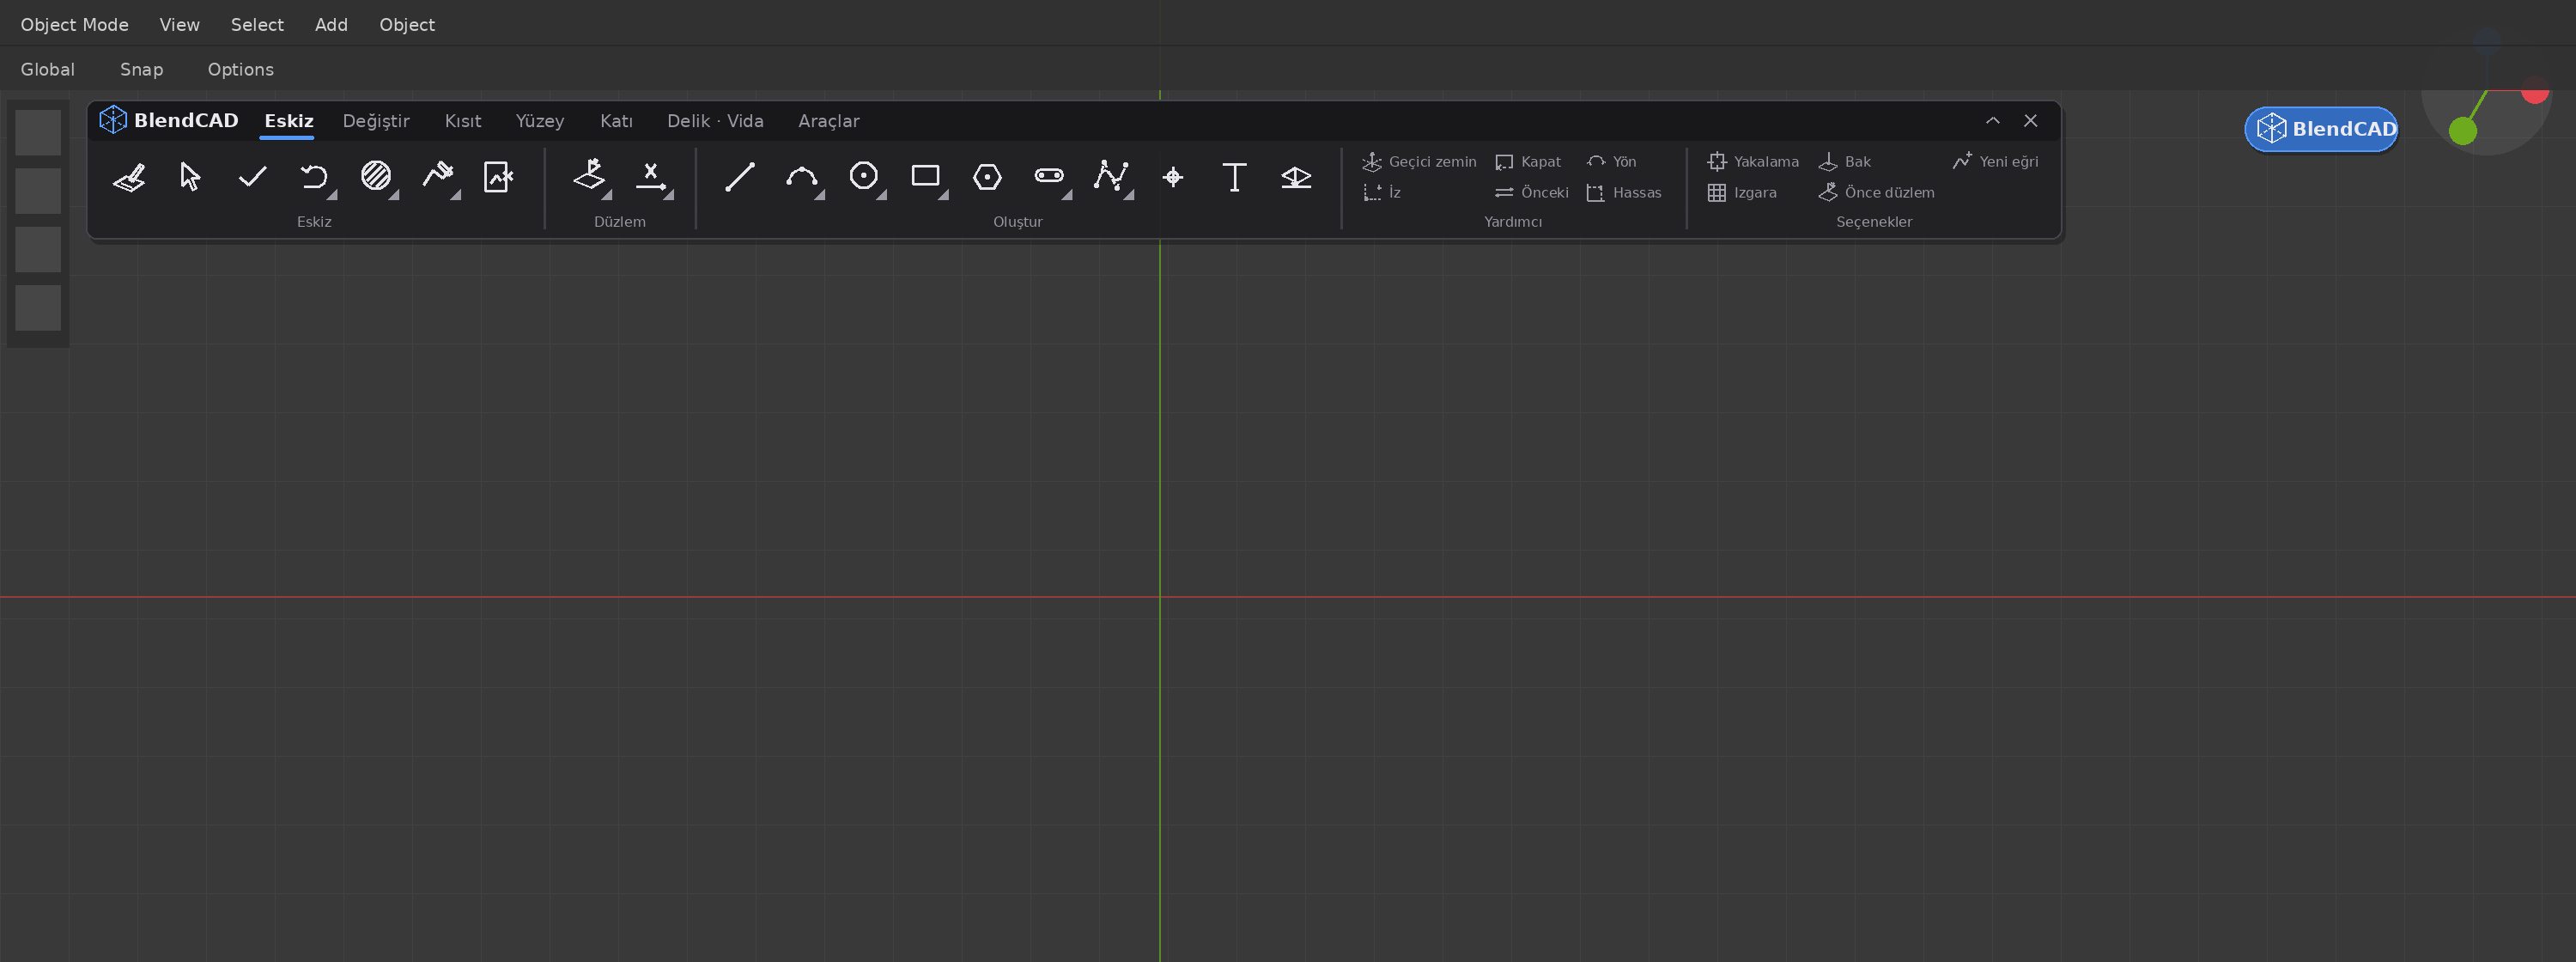 Object Mode View Select Add Object
Global Snap Options
BlendCAD Eskiz Değiştir Kısıt Yüzey Katı Delik · Vida Araçlar
BlendCAD
Geçici zemin Kapat Yön Yakalama Bak Yeni eğri
İz Önceki Hassas Izgara Önce düzlem
Eskiz Düzlem Oluştur Yardımcı Seçenekler